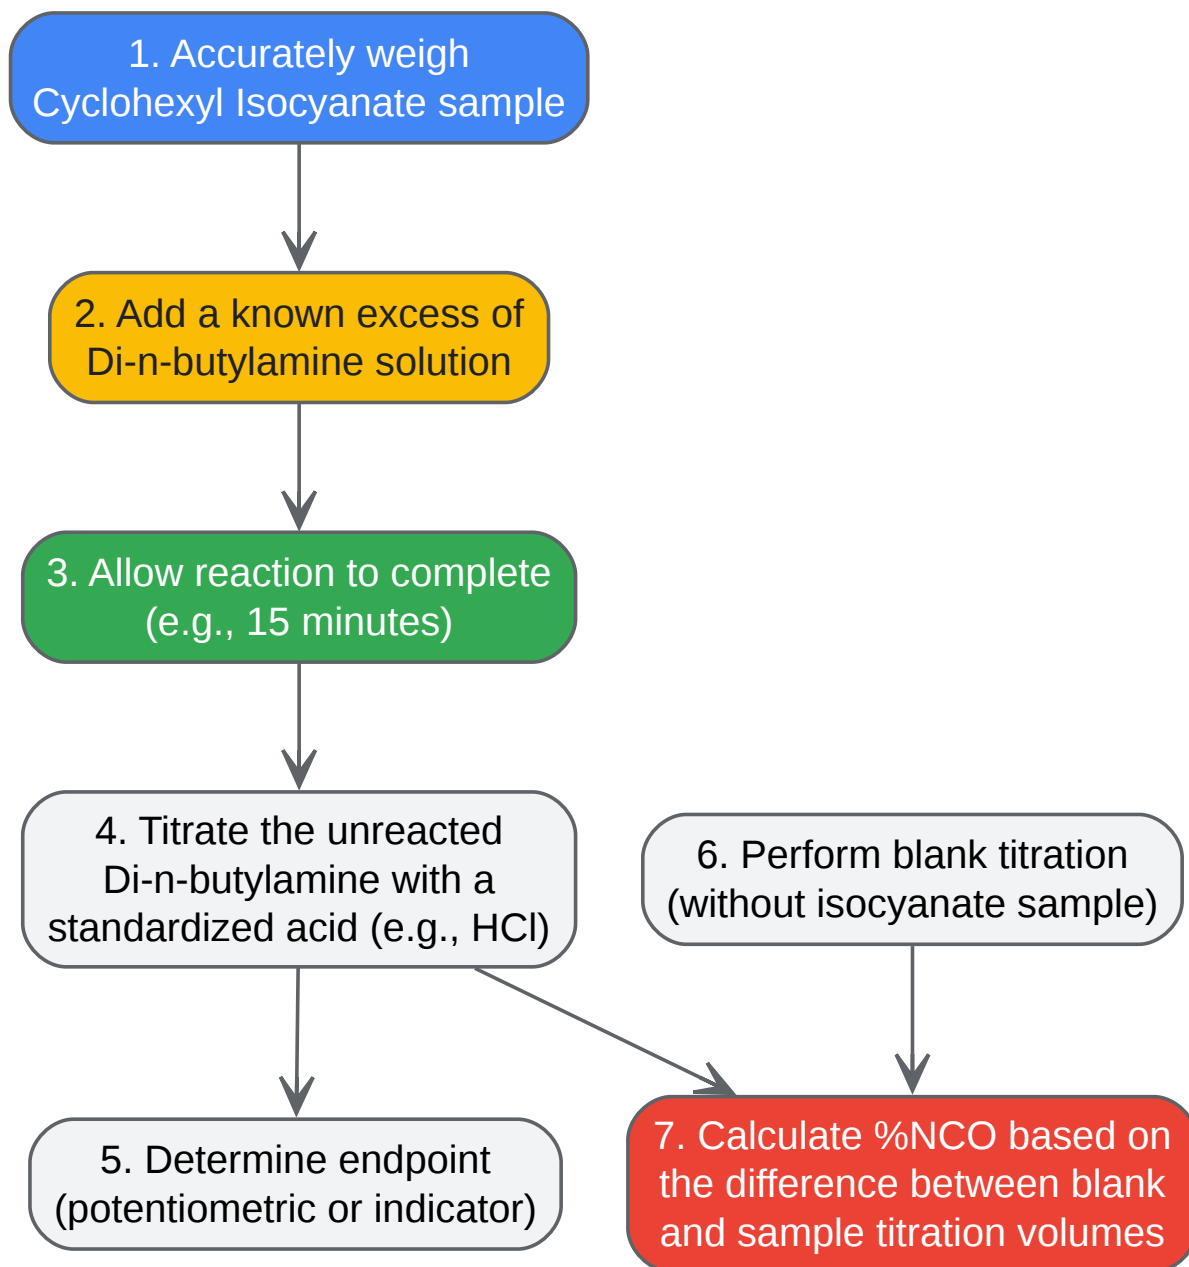 1. Accurately weigh
Cyclohexyl Isocyanate sample
2. Add a known excess of
Di-n-butylamine solution
3. Allow reaction to complete
(e.g., 15 minutes)
4. Titrate the unreacted
Di-n-butylamine with a
standardized acid (e.g., HCl)
6. Perform blank titration
(without isocyanate sample)
5. Determine endpoint
(potentiometric or indicator)
7. Calculate %NCO based on
the difference between blank
and sample titration volumes